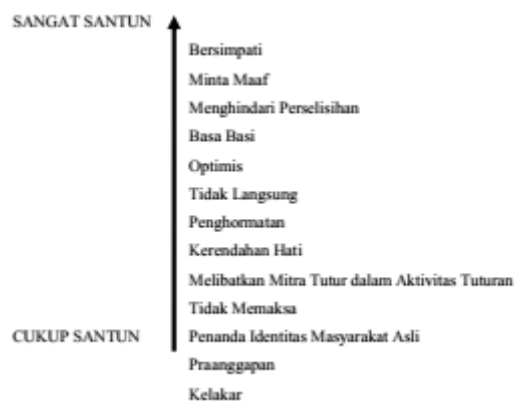 SANGAT SANTUN
Bersimpati
Minta Maaf
Menghindari Perselisihan
Basa Basi
Optimis
Tidak Langsung
Penghormatan
Kerendahan Hati
Melibatkan Mitra Tutur dalam Aktivitas Tuturan
Tidak Memaksa
CUKUP SANTUN Penanda Identitas Masyarakat Asli
Praanggapan
Kelakar